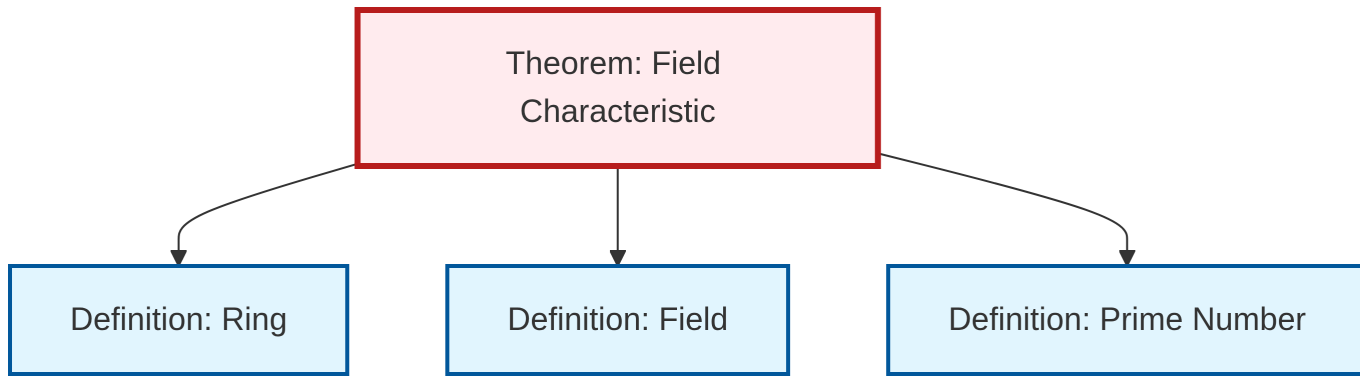 Theorem: Field
Characteristic
Definition: Ring
Definition: Field
Definition: Prime Number